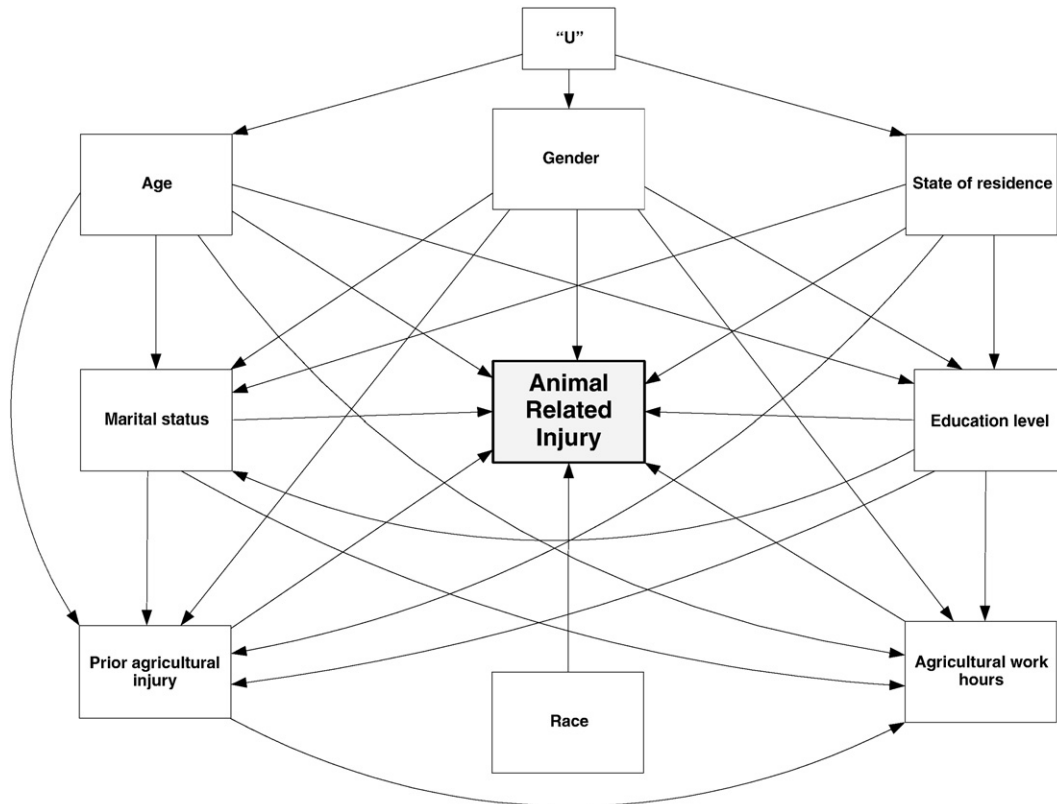 “U”
Age
Gender
State of residence
Marital status
Animal
Related
Injury
Education level
Prior agricultural
injury
Race
Agricultural work
hours